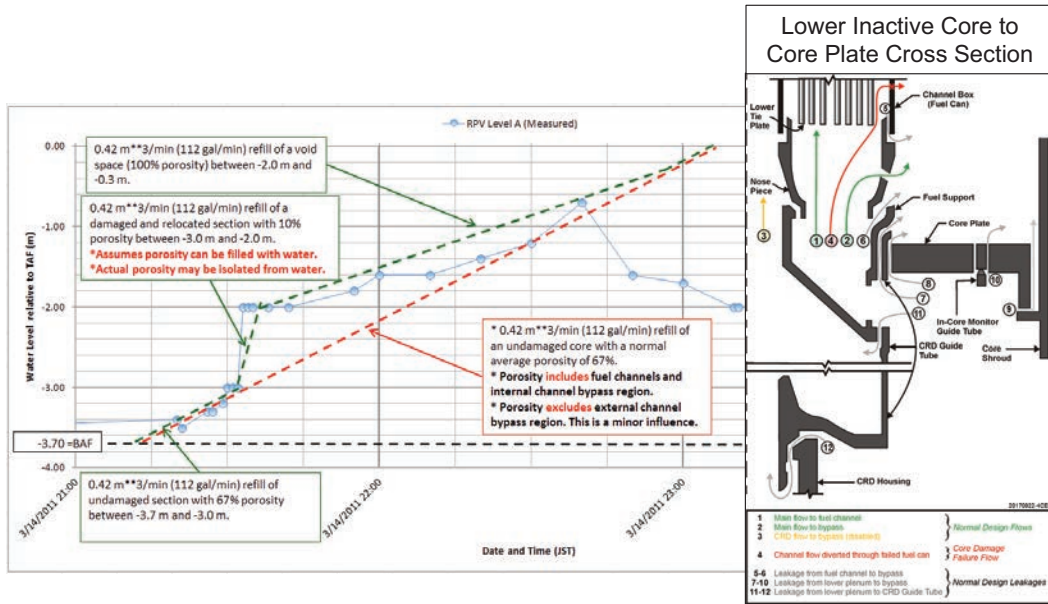 Lower Inactive Core to
Core Plate Cross Section
RPV Level A (Measured)
0.42 m**3/min (112 gal/min) refill of a void
space (100% porosity) between -2.0 m and
-0.3 m.
0.42 m**3/min (112 gal/min) refill of a
damaged and relocated section with 10%
porosity between -3.0 m and -2.0 m.
*Assumes porosity can be filled with water.
*Actual porosity may be isolated from water.
* 0.42 m**3/min (112 gal/min) refill of
an undamaged core with a normal
average porosity of 67%.
* Porosity includes fuel channels and
internal channel bypass region.
* Porosity excludes external channel
bypass region. This is a minor influence.
0.42 m**3/min (112 gal/min) refill of
undamaged section with 67% porosity
between -3.7 m and -3.0 m.
Water Level relative to TAF (m)
0.00
-1.00
-2.00
-3.00
-3.70 =BAF
-4.00
3/14/2011 21:00
3/14/2011 22:00
3/14/2011 23:00
Date and Time (JST)
Lower
Tie
Plate
Channel Box
(Fuel Can)
Nose
Piece
Fuel Support
Core Plate
In-Core Monitor
Guide Tube
CRD Guide
Tube
Core
Shroud
CRD Housing
1
2
3
4
5
6
7
8
9
10
11
12
1 Main flow to fuel channel
2 Main flow to bypass
3 CRD flow to bypass (disabled)
Normal Design Flows
4 Channel flow diverted through failed fuel can
Core Damage
Failure Flow
5-6 Leakage from fuel channel to bypass
7-10 Leakage from lower plenum to bypass
11-12 Leakage from lower plenum to CRD Guide Tube
Normal Design Leakages